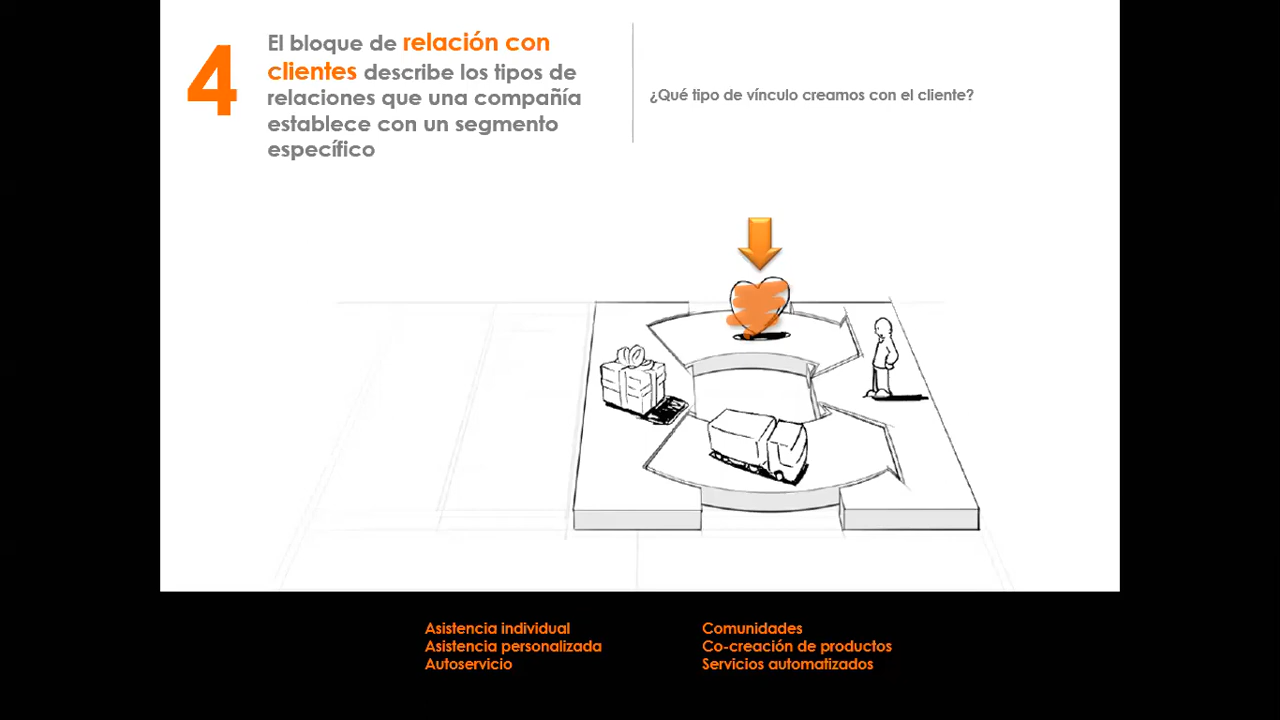 4
El bloque de relación con
clientes describe los tipos de
relaciones que una compañía
establece con un segmento
específico
¿Qué tipo de vínculo creamos con el cliente?
Asistencia individual
Asistencia personalizada
Autoservicio
Comunidades
Co-creación de productos
Servicios automatizados